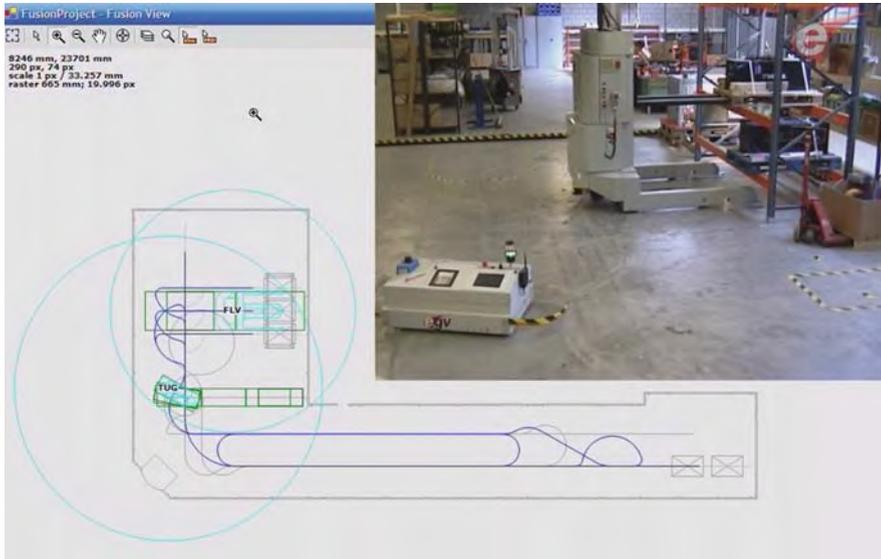 FusionProject - Fusion View
8246 mm, 23701 mm
290 px, 74 px
scale 1 px / 33.257 mm
raster 665 mm; 19.996 px
FLV
TUG
e